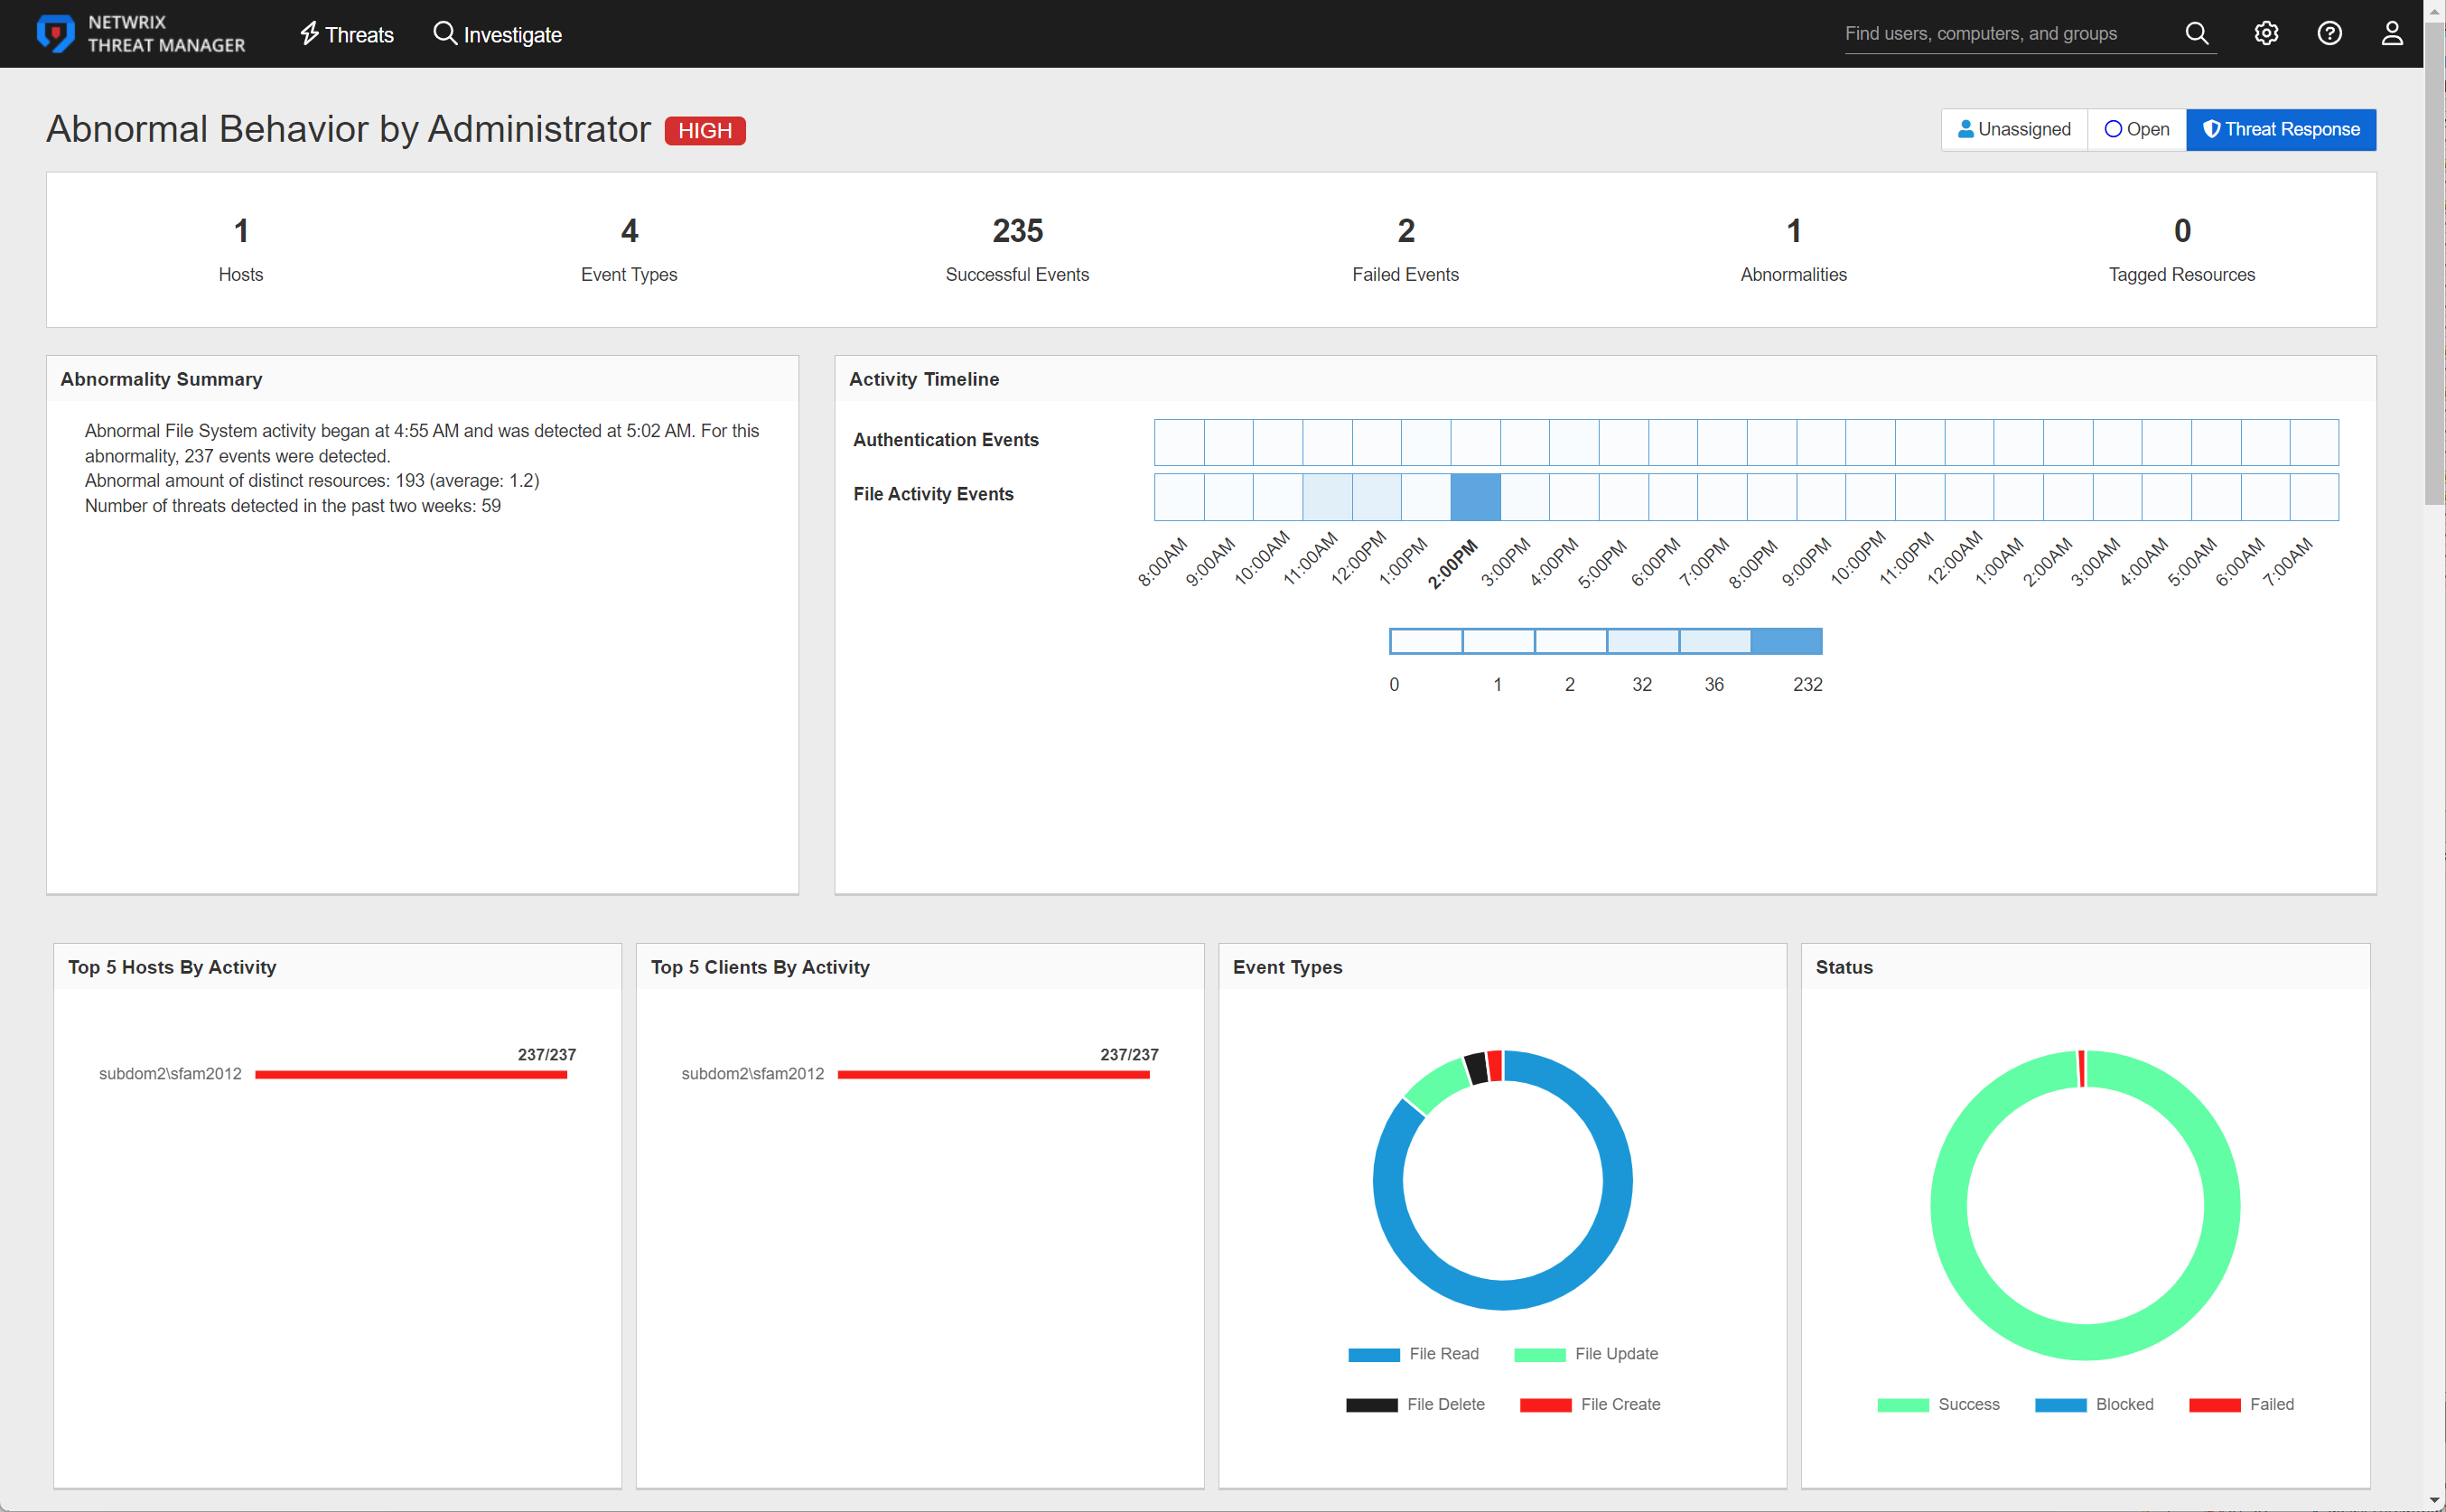 NETWRIX
THREAT MANAGER
Threats
Investigate
Find users, computers, and groups
Abnormal Behavior by Administrator
HIGH
Unassigned
Open
Threat Response
1
Hosts
4
Event Types
235
Successful Events
2
Failed Events
1
Abnormalities
0
Tagged Resources
Abnormality Summary
Abnormal File System activity began at 4:55 AM and was detected at 5:02 AM. For this
abnormality, 237 events were detected.
Abnormal amount of distinct resources: 193 (average: 1.2)
Number of threats detected in the past two weeks: 59
Activity Timeline
Authentication Events
File Activity Events
8:00AM
9:00AM
10:00AM
11:00AM
12:00PM
1:00PM
2:00PM
3:00PM
4:00PM
5:00PM
6:00PM
7:00PM
8:00PM
9:00PM
10:00PM
11:00PM
12:00AM
1:00AM
2:00AM
3:00AM
4:00AM
5:00AM
6:00AM
7:00AM
0
1
2
32
36
232
Top 5 Hosts By Activity
237/237
subdom2\sfam2012
Top 5 Clients By Activity
237/237
subdom2\sfam2012
Event Types
File Read
File Update
File Delete
File Create
Status
Success
Blocked
Failed